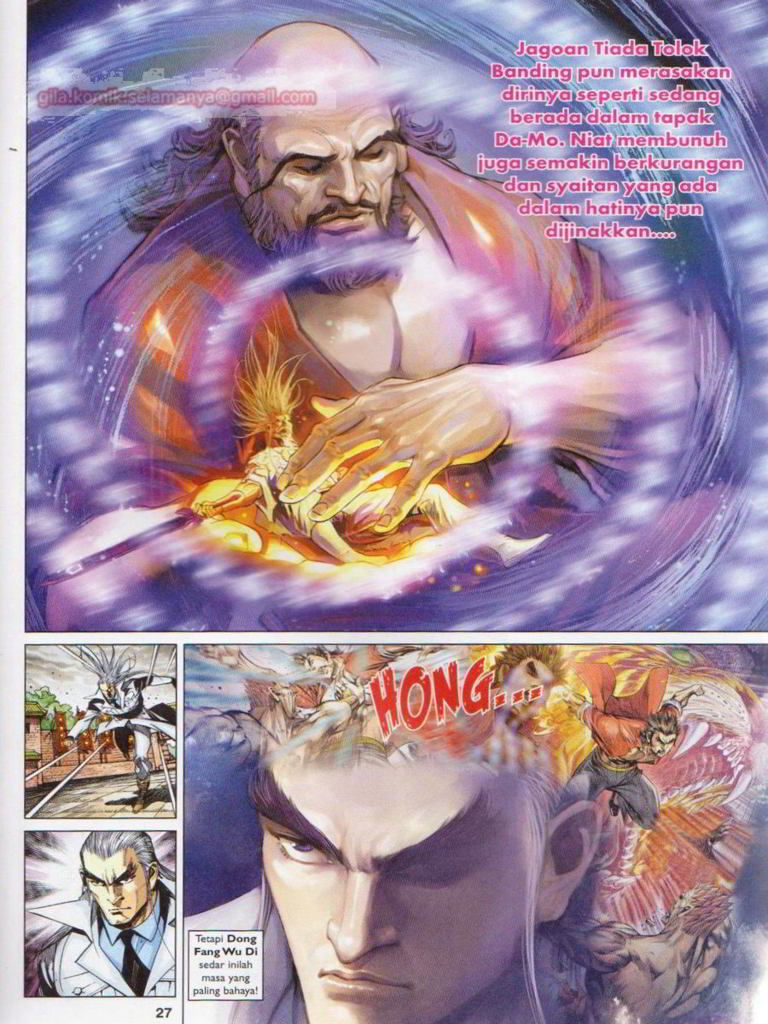 Jagoan Tiada Tolok
Banding pun merasakan
dirinya seperti sedang
berada dalam tapak
Da-Mo. Niat membunuh
juga semakin berkurangan
dan syaitan yang ada
dalam hatinya pun
dijinakkan....
gila.komik.selamanya@gmail.com
HONG...
Tetapi Dong
Fang Wu Di
sedar inilah
masa yang
paling bahaya!
27